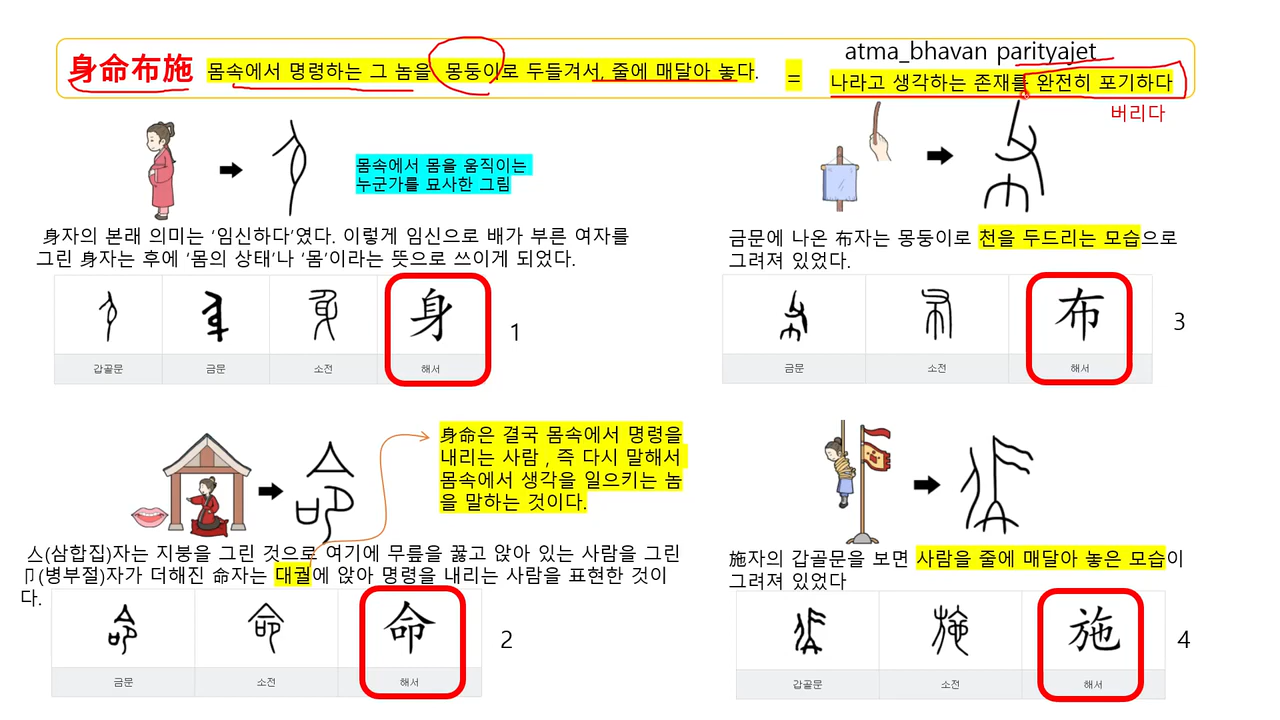 身命布施 몸속에서 명령하는 그 놈을 몽둥이로 두들겨서, 줄에 매달아 놓다.
=
atma_bhavan parityajet
나라고 생각하는 존재를 완전히 포기하다
버리다
몸속에서 몸을 움직이는
누군가를 묘사한 그림
身자의 본래 의미는 ‘임신하다’였다. 이렇게 임신으로 배가 부른 여자를
그린 身자는 후에 ‘몸의 상태’나 ‘몸’이라는 뜻으로 쓰이게 되었다.
身
갑골문 금문 소전 해서
1
亼(삼합집)자는 지붕을 그린 것으로 여기에 무릎을 꿇고 앉아 있는 사람을 그린
卩(병부절)자가 더해진 命자는 대궐에 앉아 명령을 내리는 사람을 표현한 것이
다.
身命은 결국 몸속에서 명령을
내리는 사람 , 즉 다시 말해서
몸속에서 생각을 일으키는 놈
을 말하는 것이다.
命
금문 소전 해서
2
금문에 나온 布자는 몽둥이로 천을 두드리는 모습으로
그려져 있었다.
布
금문 소전 해서
3
施자의 갑골문을 보면 사람을 줄에 매달아 놓은 모습이
그려져 있었다
施
갑골문 소전 해서
4